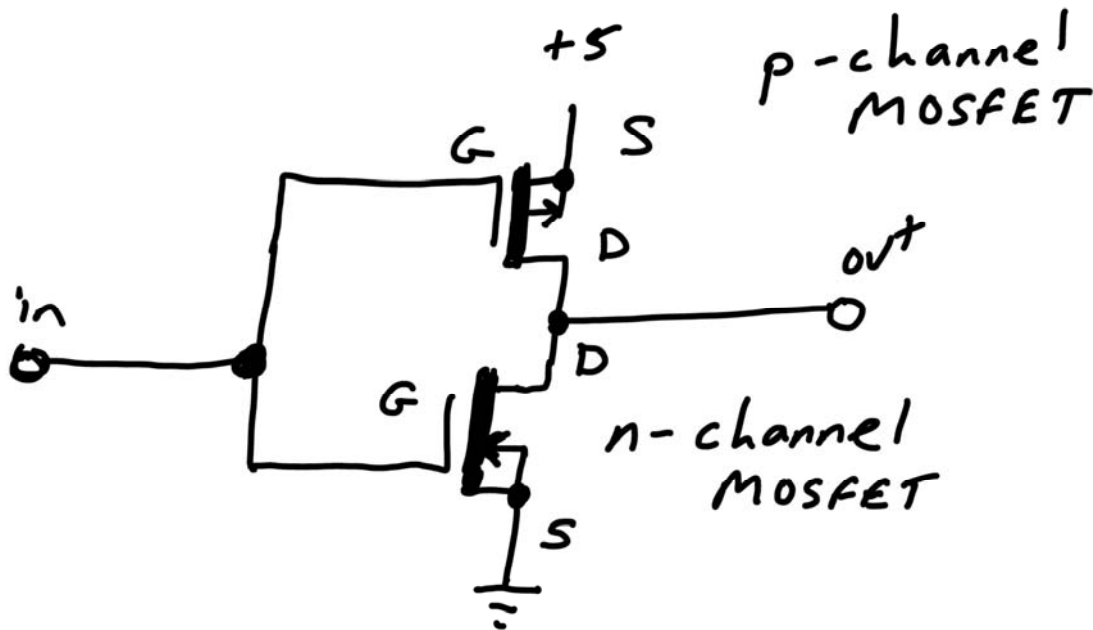 +5
p-channel
MOSFET
G
S
D
out
in
D
G
n-channel
MOSFET
S